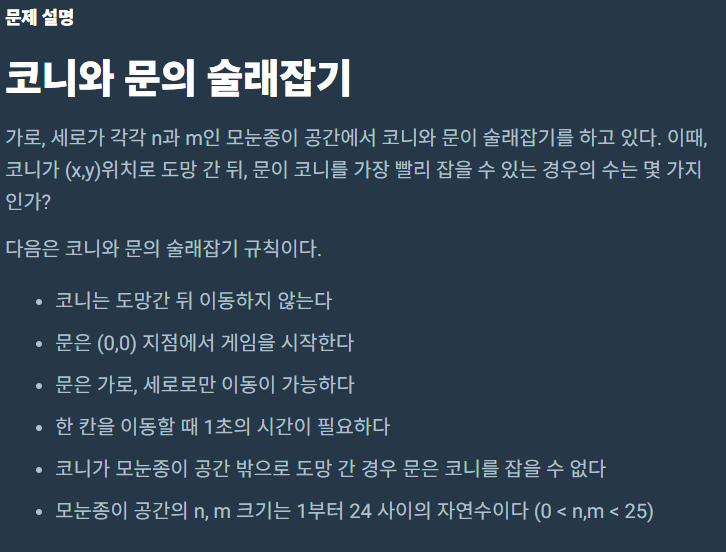 문제 설명
코니와 문의 술래잡기
가로, 세로가 각각 n과 m인 모눈종이 공간에서 코니와 문이 술래잡기를 하고 있다. 이때,
코니가 (x,y)위치로 도망 간 뒤, 문이 코니를 가장 빨리 잡을 수 있는 경우의 수는 몇 가지
인가?
다음은 코니와 문의 술래잡기 규칙이다.
• 코니는 도망간 뒤 이동하지 않는다
• 문은 (0,0) 지점에서 게임을 시작한다
• 문은 가로, 세로로만 이동이 가능하다
• 한 칸을 이동할 때 1초의 시간이 필요하다
• 코니가 모눈종이 공간 밖으로 도망 간 경우 문은 코니를 잡을 수 없다
• 모눈종이 공간의 n, m 크기는 1부터 24 사이의 자연수이다 (0 < n,m < 25)